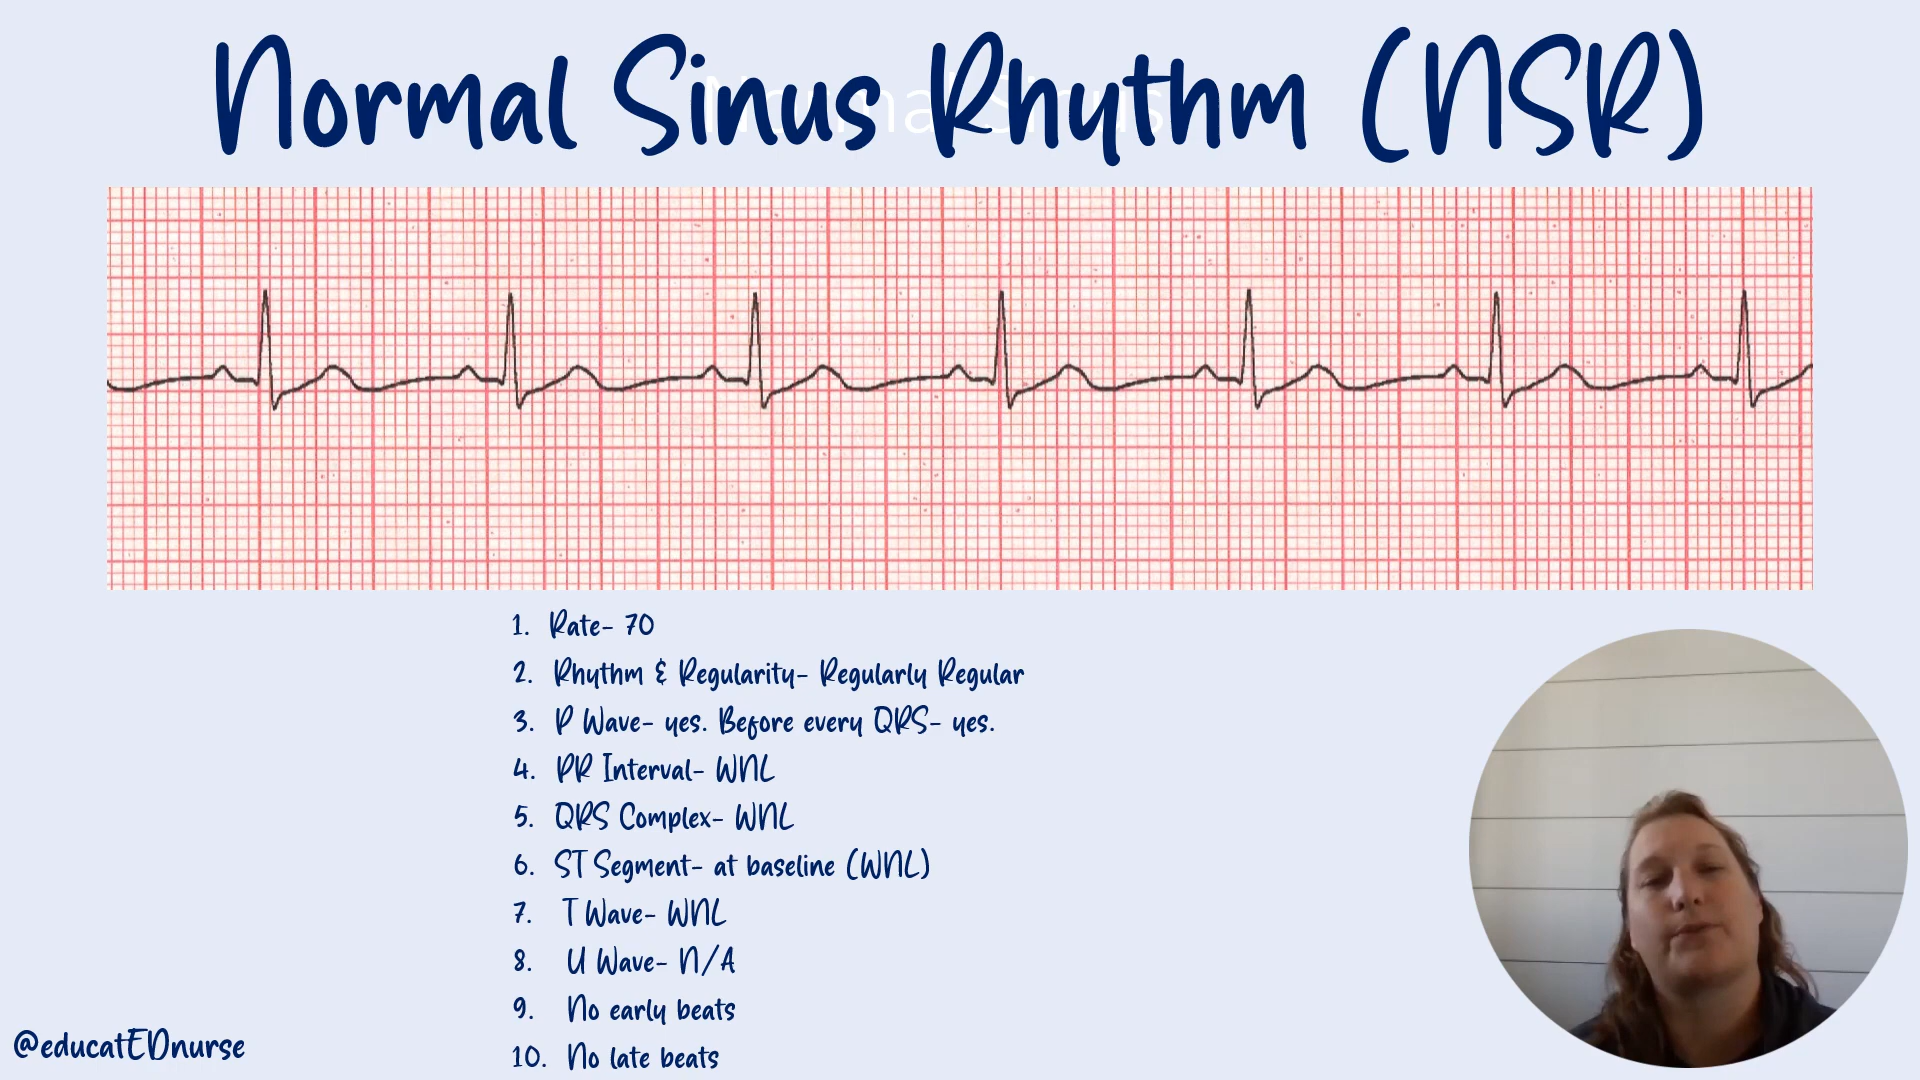 Normal Sinus Rhythm (NSR)
Normal Sinus
1. Rate- 70
2. Rhythm & Regularity- Regularly Regular
3. P Wave- yes. Before every QRS- yes.
4. PR Interval- WNL
5. QRS Complex- WNL
6. ST Segment- at baseline (WNL)
7. T Wave- WNL
8. U Wave- N/A
9. No early beats
10. No late beats
@educatEDnurse